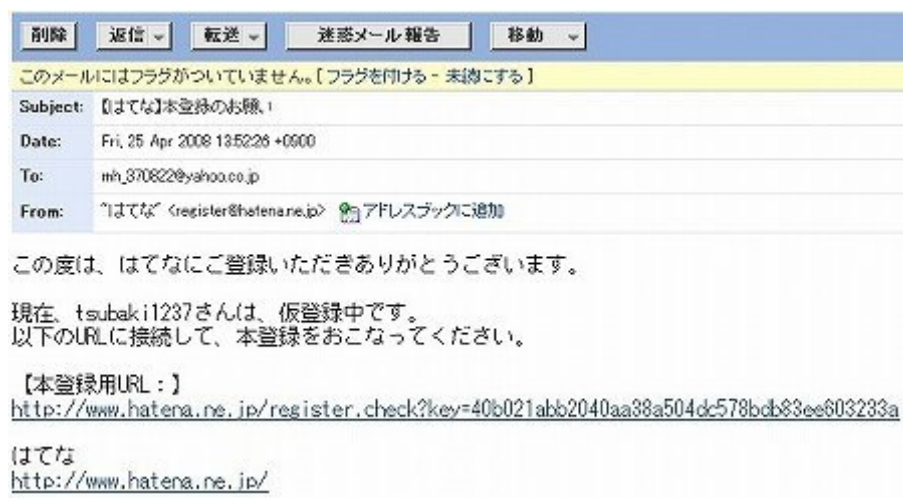 削除 返信 転送 迷惑メール報告 移動
このメールにはフラグがついていません。[ フラグを付ける - 未読にする ]
Subject: 【はてな】本登録のお願い
Date: Fri, 25 Apr 2008 13:52:26 +0900
To: mh_370822@yahoo.co.jp
From: "はてな" <register@hatena.ne.jp> アドレスブックに追加
この度は、はてなにご登録いただきありがとうございます。
現在、tsubaki1237さんは、仮登録中です。
以下のURLに接続して、本登録をおこなってください。
【本登録用URL：】
http://www.hatena.ne.jp/register.check?key=40b021abb2040aa38a504dc578bdb83ee603233a
はてな
http://www.hatena.ne.jp/